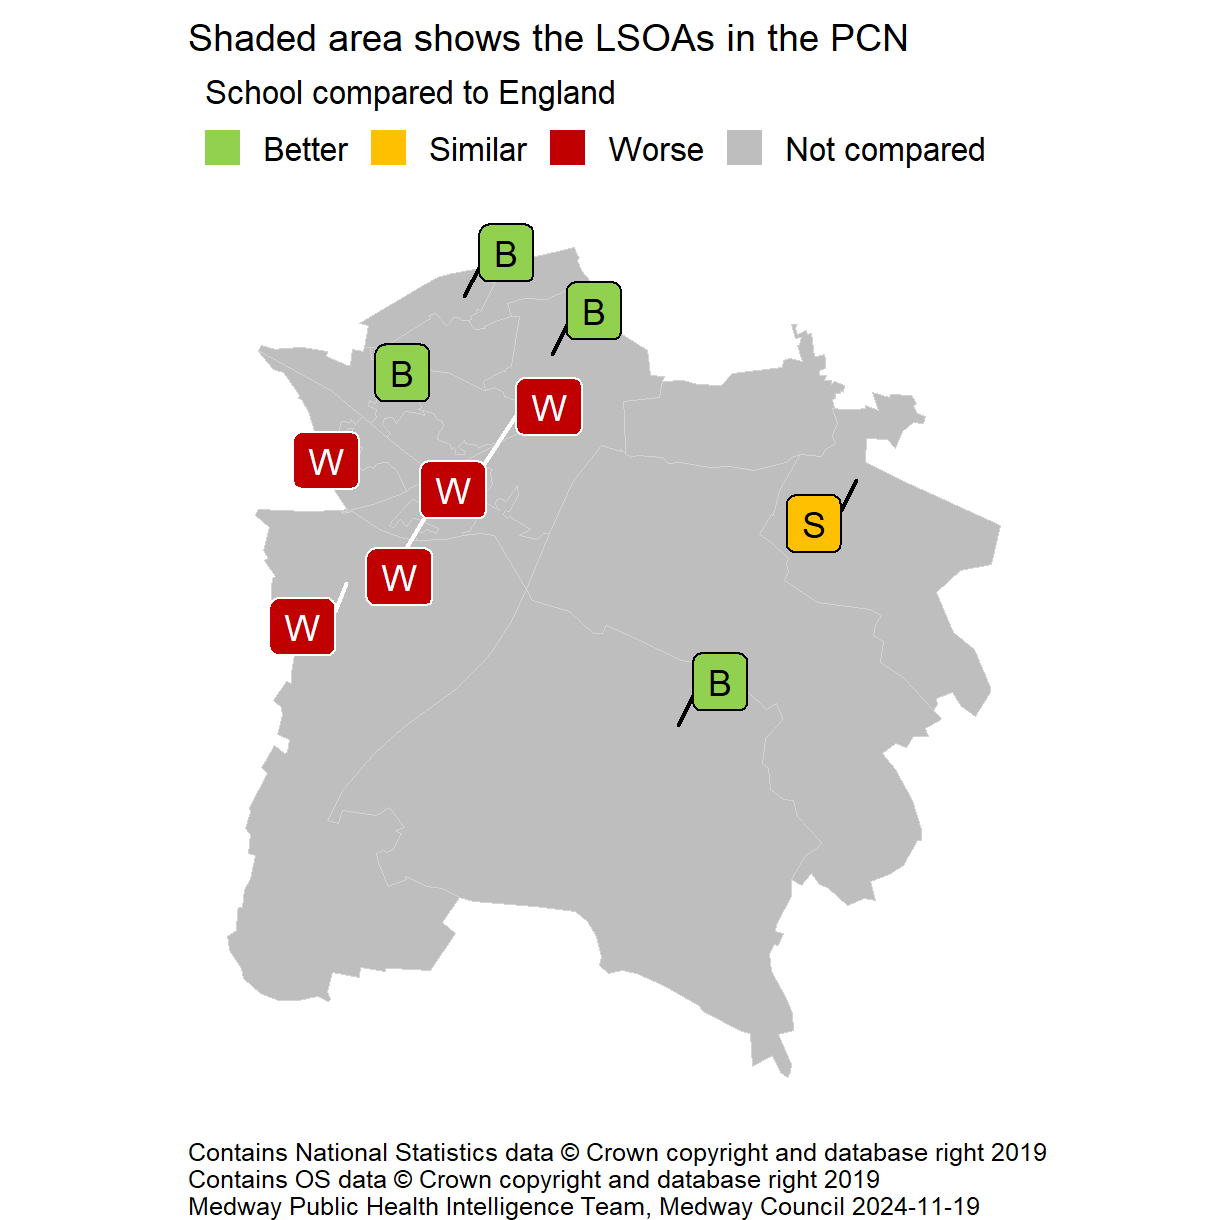 Shaded area shows the LSOAs in the PCN
School compared to England
Better Similar Worse Not compared
B
B
B
W
W
W
S
W
W
B
Contains National Statistics data © Crown copyright and database right 2019
Contains OS data © Crown copyright and database right 2019
Medway Public Health Intelligence Team, Medway Council 2024-11-19